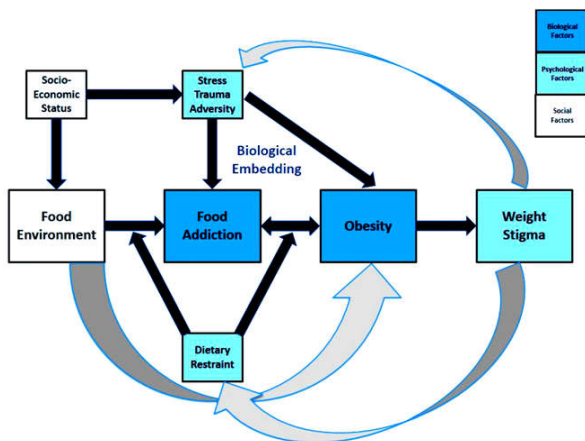 Biological
Factors
Psychological
Factors
Social
Factors
Socio-
Economic
Status
Stress
Trauma
Adversity
Biological
Embedding
Food
Environment
Food
Addiction
Obesity
Weight
Stigma
Dietary
Restraint